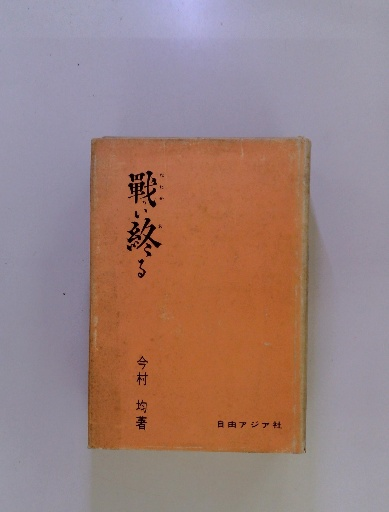 戦い終る
今村 均著
自由アジア社